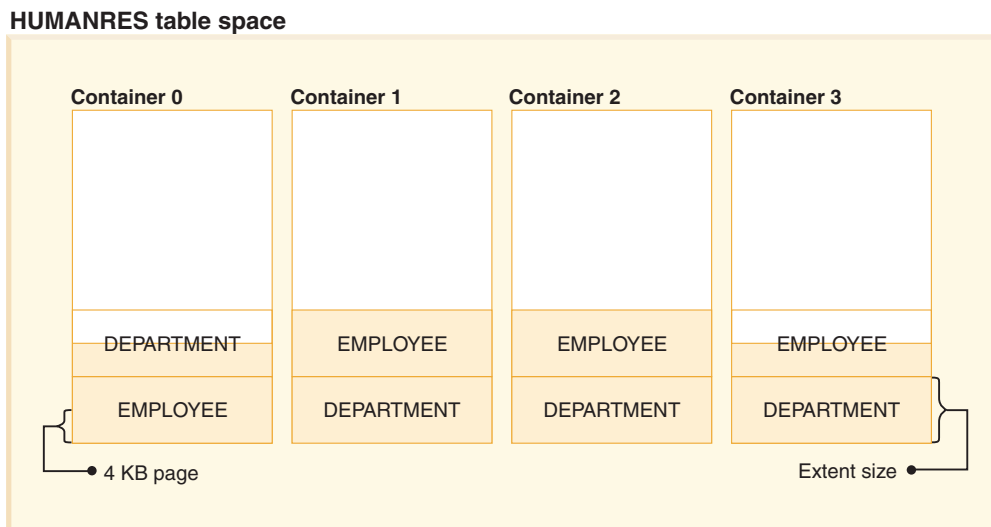 HUMANRES table space
Container 0 Container 1 Container 2 Container 3
DEPARTMENT EMPLOYEE EMPLOYEE EMPLOYEE
EMPLOYEE DEPARTMENT DEPARTMENT DEPARTMENT
4 KB page Extent size